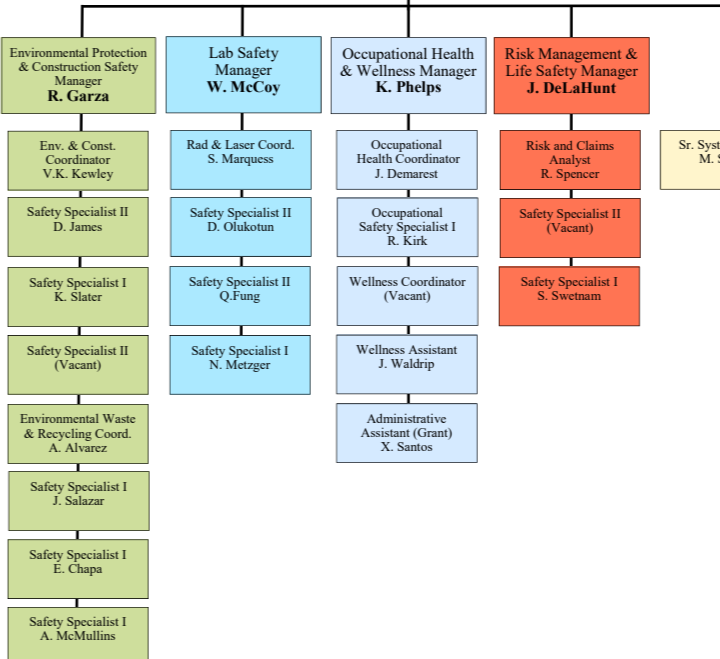 Environmental Protection
& Construction Safety
Manager
R. Garza
Env. & Const.
Coordinator
V.K. Kewley
Safety Specialist II
D. James
Safety Specialist I
K. Slater
Safety Specialist II
(Vacant)
Environmental Waste
& Recycling Coord.
A. Alvarez
Safety Specialist I
J. Salazar
Safety Specialist I
E. Chapa
Safety Specialist I
A. McMullins
Lab Safety
Manager
W. McCoy
Rad & Laser Coord.
S. Marquess
Safety Specialist II
D. Olukotun
Safety Specialist II
Q.Fung
Safety Specialist I
N. Metzger
Occupational Health
& Wellness Manager
K. Phelps
Occupational
Health Coordinator
J. Demarest
Occupational
Safety Specialist I
R. Kirk
Wellness Coordinator
(Vacant)
Wellness Assistant
J. Waldrip
Administrative
Assistant (Grant)
X. Santos
Risk Management &
Life Safety Manager
J. DeLaHunt
Risk and Claims
Analyst
R. Spencer
Safety Specialist II
(Vacant)
Safety Specialist I
S. Swetnam
Sr. Syst
M. S